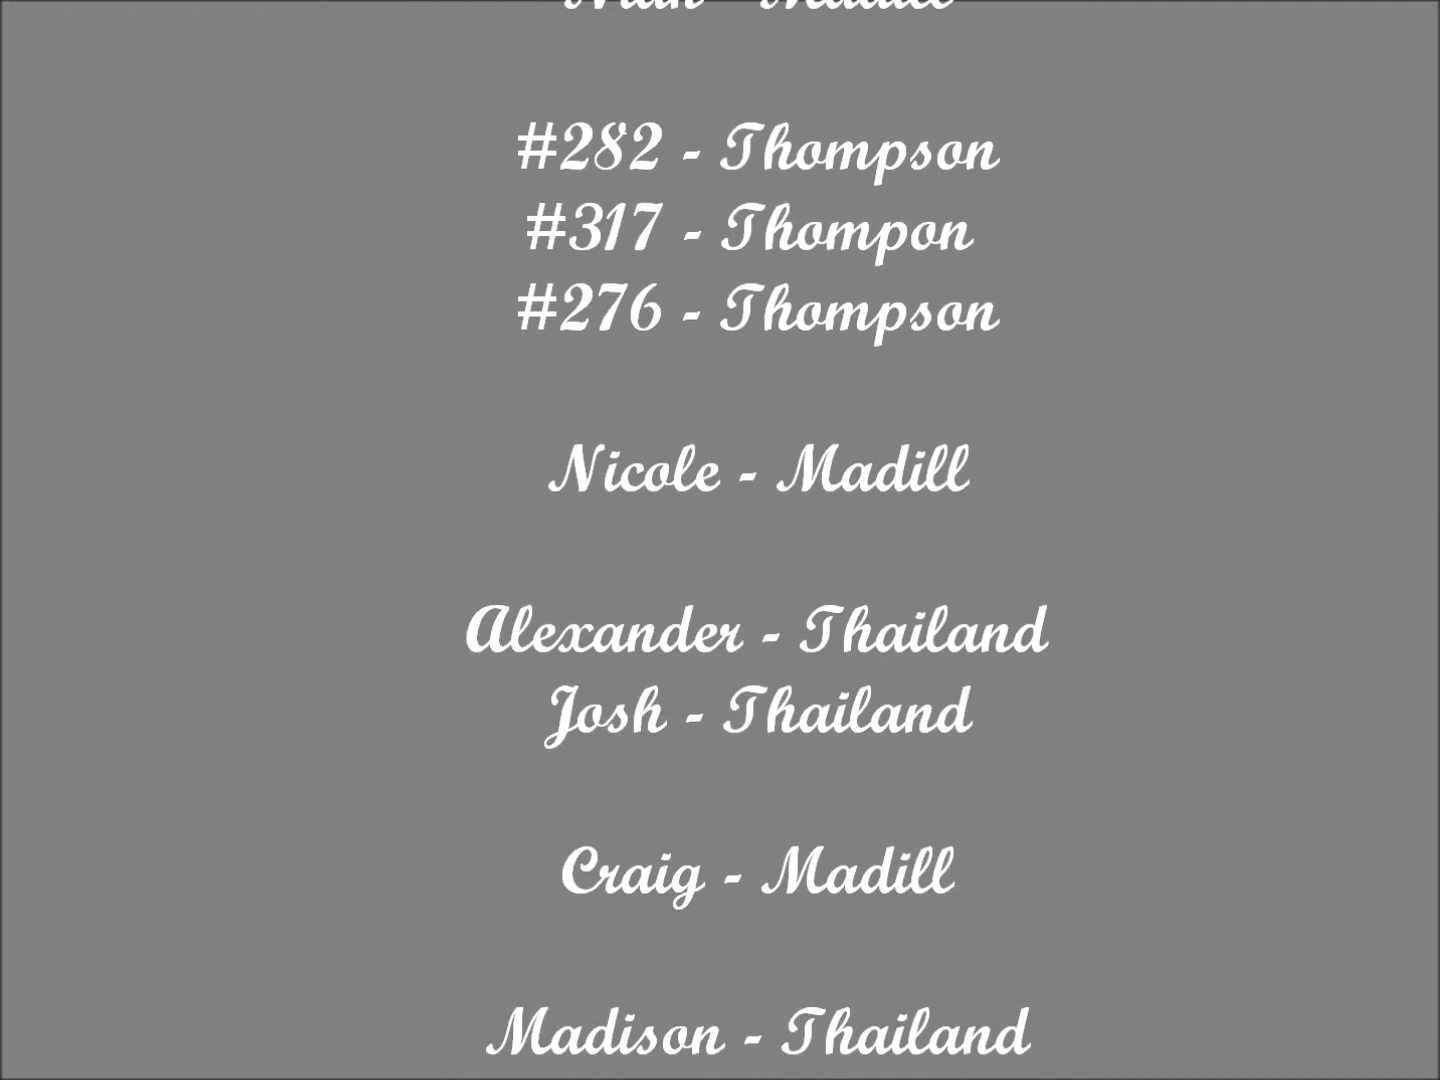 #282 - Thompson
#317 - Thompon
#276 - Thompson
Nicole - Madill
Alexander - Thailand
Josh - Thailand
Craig - Madill
Madison - Thailand